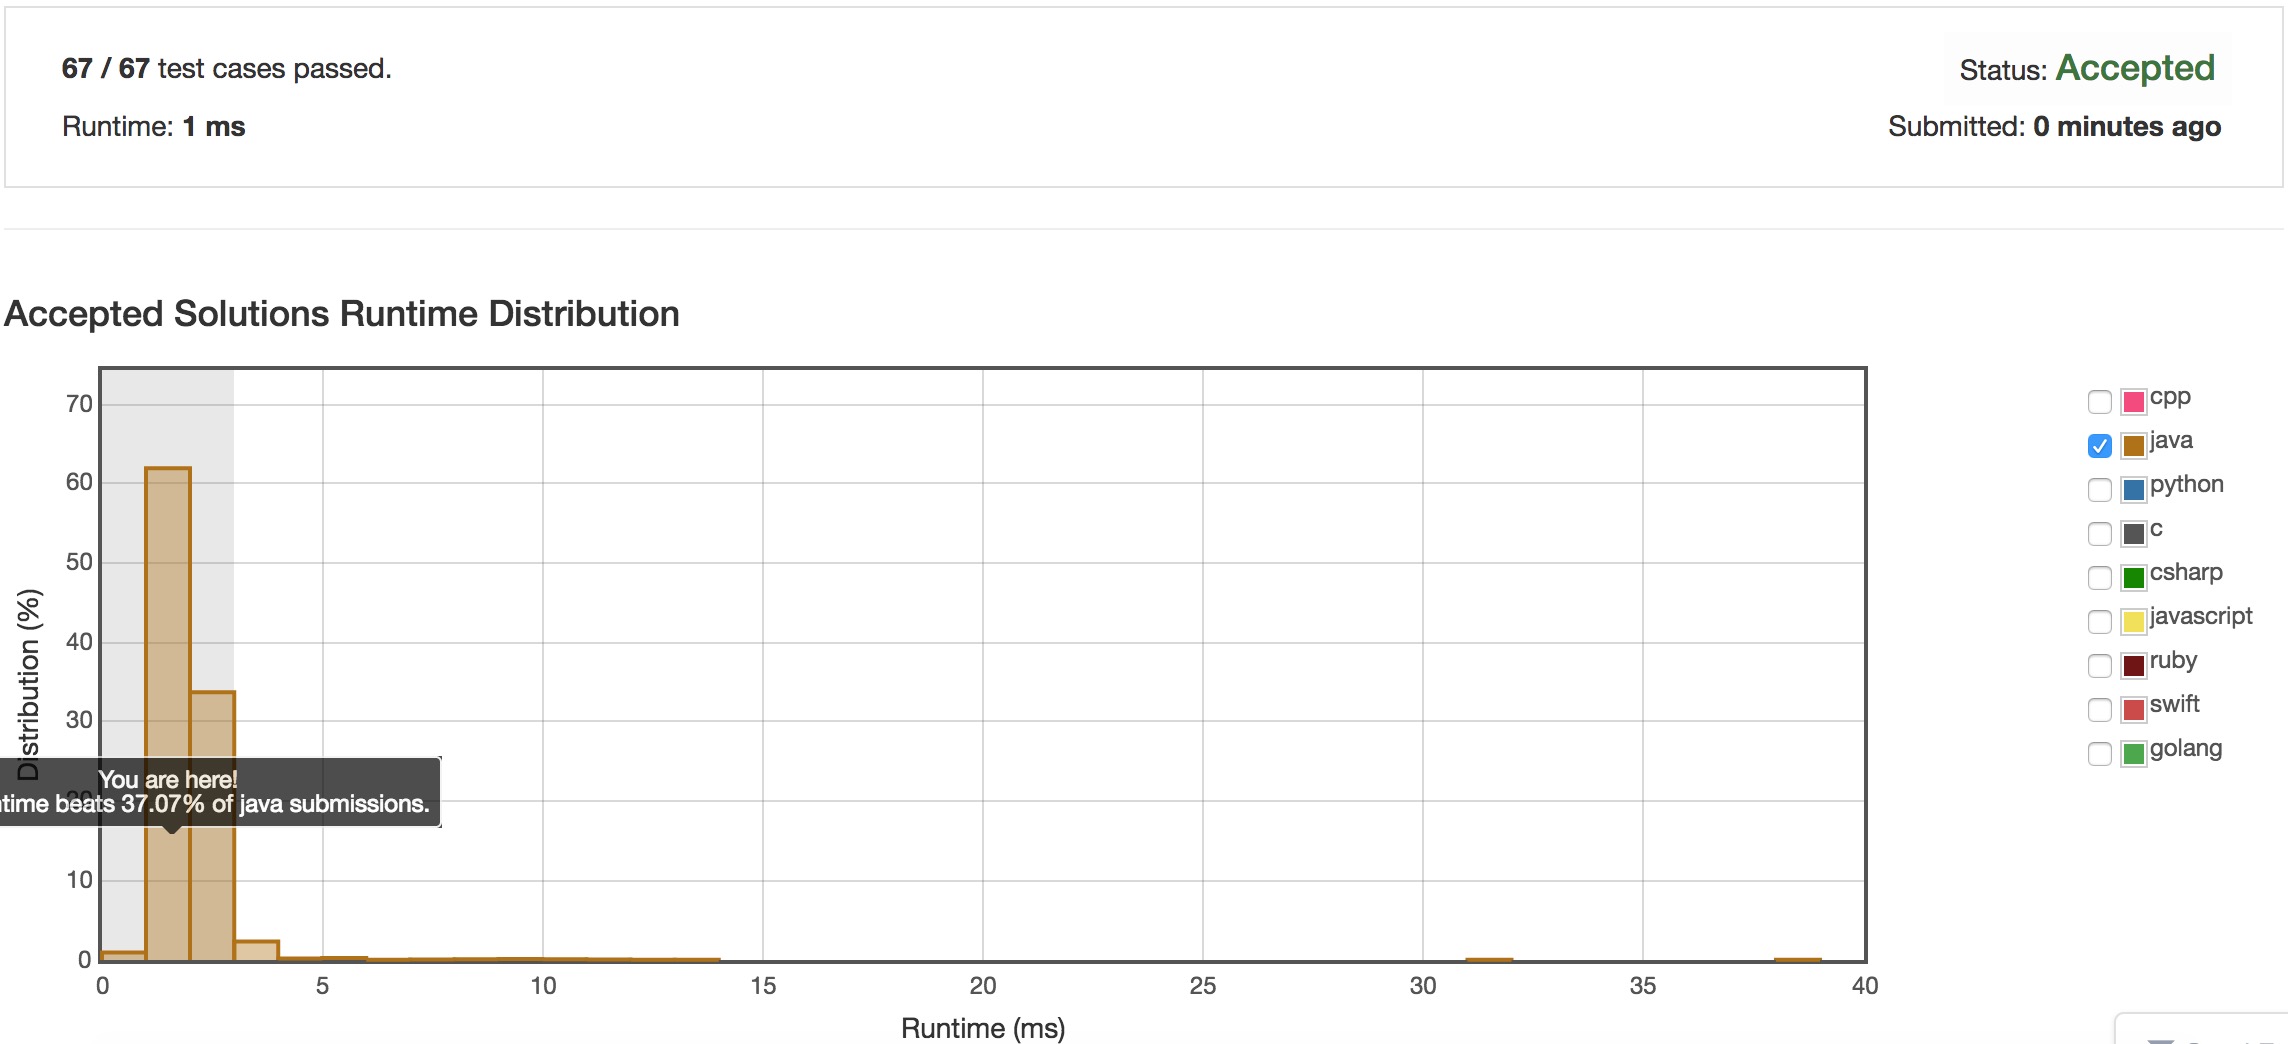 67 / 67 test cases passed.
Status: Accepted
Runtime: 1 ms
Submitted: 0 minutes ago
Accepted Solutions Runtime Distribution
70
60
50
40
30
20
10
0
Distribution (%)
You are here!
time beats 37.07% of java submissions.
0 5 10 15 20 25 30 35 40
Runtime (ms)
cpp
java
python
c
csharp
javascript
ruby
swift
golang